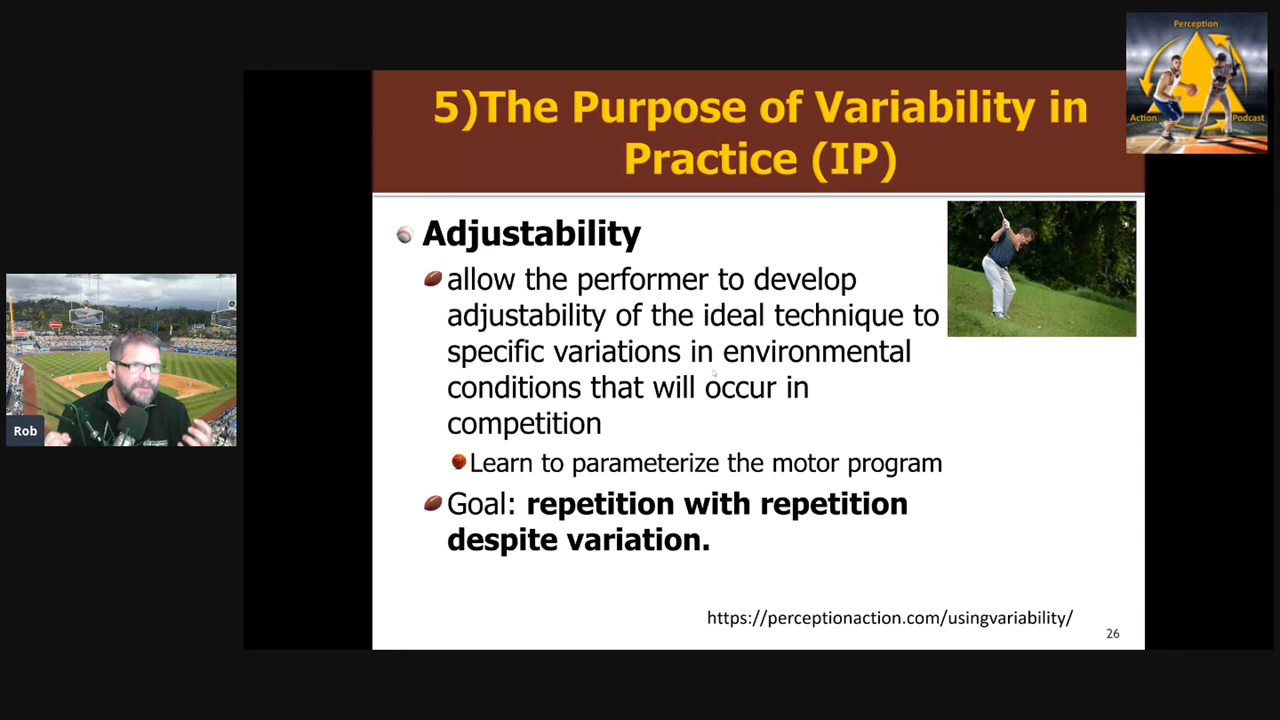 Perception
Action
Podcast
5)The Purpose of Variability in
Practice (IP)
Adjustability
allow the performer to develop
adjustability of the ideal technique to
specific variations in environmental
conditions that will occur in
competition
Learn to parameterize the motor program
Goal: repetition with repetition
despite variation.
https://perceptionaction.com/usingvariability/
26
Rob